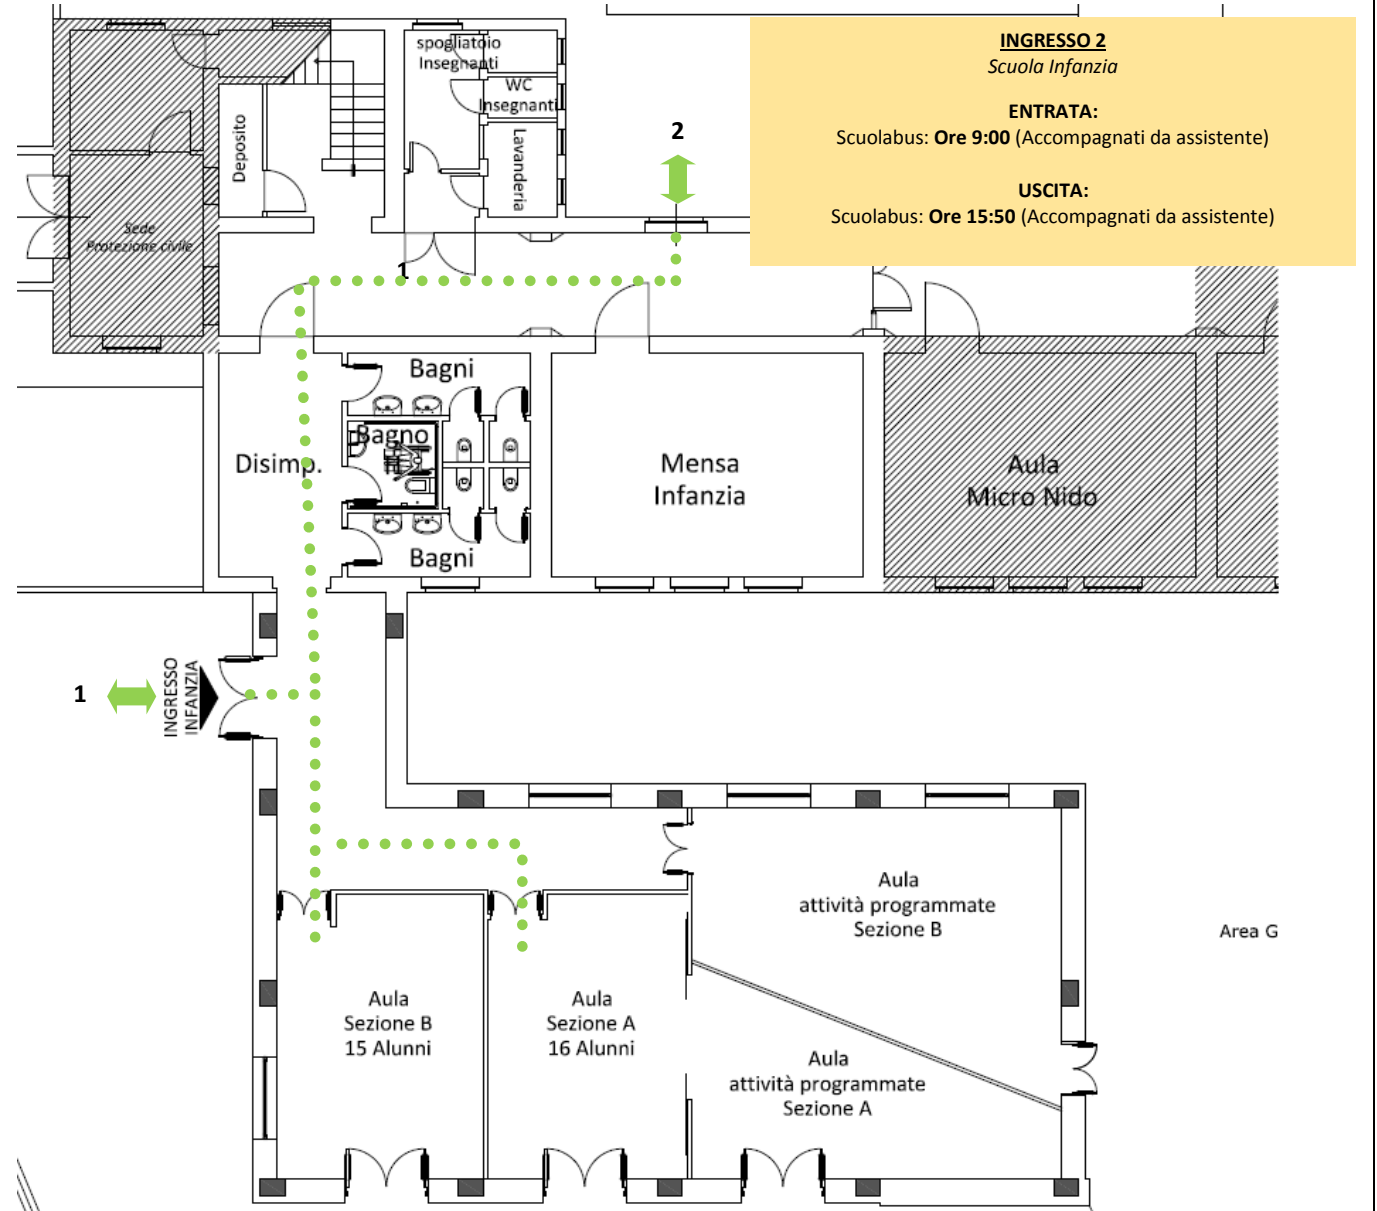 INGRESSO 2
Scuola Infanzia
ENTRATA:
Scuolabus: Ore 9:00 (Accompagnati da assistente)
USCITA:
Scuolabus: Ore 15:50 (Accompagnati da assistente)
spogliatoio
Insegnanti
WC
Insegnanti
Lavanderia
Deposito
2
Sede
Protezione civile
1
Bagni
Bagno
Disimp.
Bagni
Mensa
Infanzia
Aula
Micro Nido
1
INGRESSO
INFANZIA
Aula
attività programmate
Sezione B
Area G
Aula
Sezione B
15 Alunni
Aula
Sezione A
16 Alunni
Aula
attività programmate
Sezione A